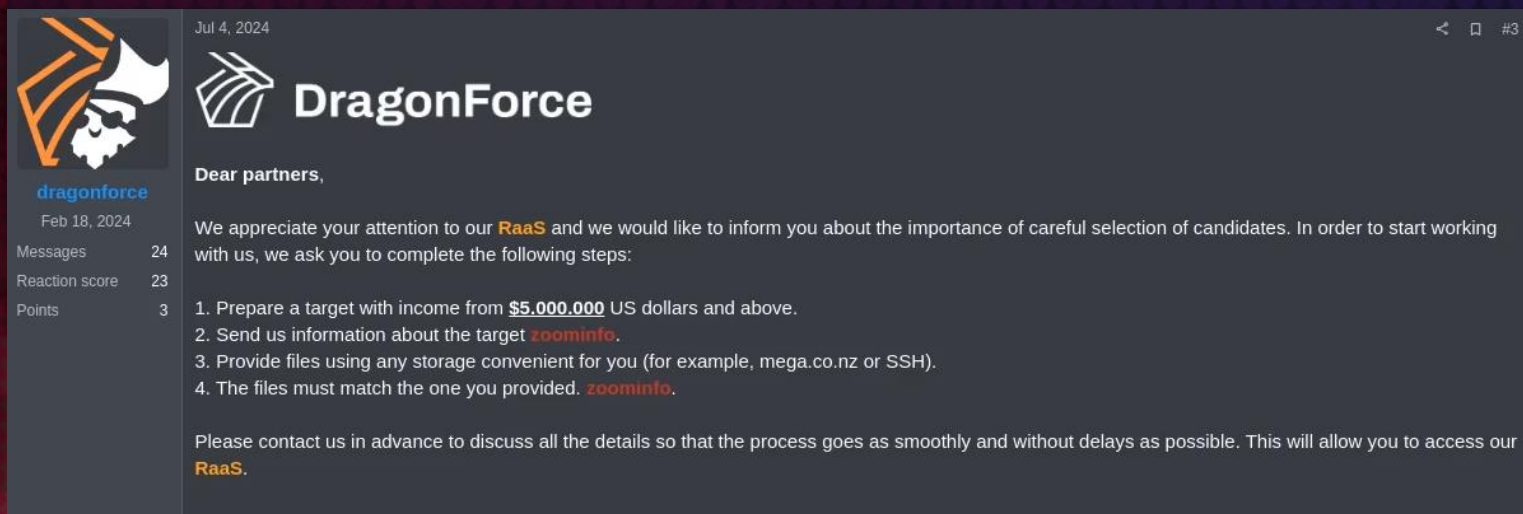 Jul 4, 2024
#3
DragonForce
dragonforce
Feb 18, 2024
Messages 24
Reaction score 23
Points 3
Dear partners,
We appreciate your attention to our RaaS and we would like to inform you about the importance of careful selection of candidates. In order to start working
with us, we ask you to complete the following steps:
1. Prepare a target with income from $5.000.000 US dollars and above.
2. Send us information about the target zoominfo.
3. Provide files using any storage convenient for you (for example, mega.co.nz or SSH).
4. The files must match the one you provided. zoominfo.
Please contact us in advance to discuss all the details so that the process goes as smoothly and without delays as possible. This will allow you to access our
RaaS.